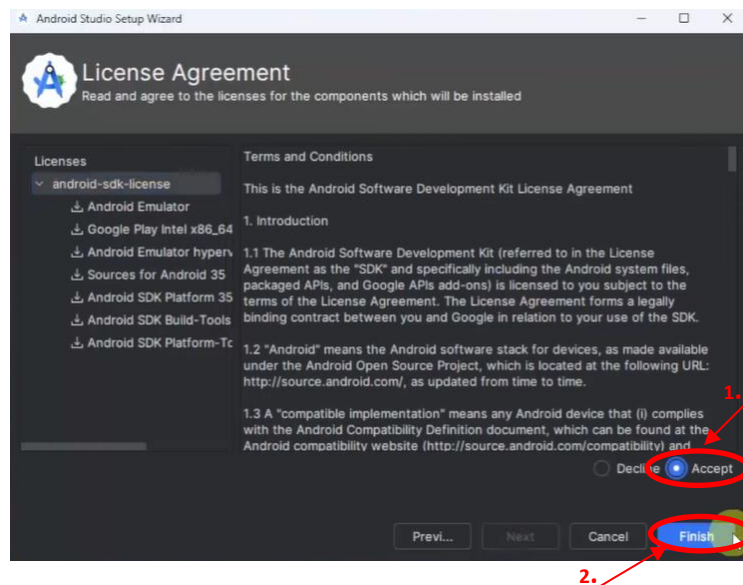 Android Studio Setup Wizard
License Agreement
Read and agree to the licenses for the components which will be installed
Licenses
android-sdk-license
Android Emulator
Google Play Intel x86_64
Android Emulator hyperv
Sources for Android 35
Android SDK Platform 35
Android SDK Build-Tools
Android SDK Platform-Tc
Terms and Conditions
This is the Android Software Development Kit License Agreement
1. Introduction
1.1 The Android Software Development Kit (referred to in the License
Agreement as the "SDK" and specifically including the Android system files,
packaged APIs, and Google APIs add-ons) is licensed to you subject to the
terms of the License Agreement. The License Agreement forms a legally
binding contract between you and Google in relation to your use of the SDK.
1.2 "Android" means the Android software stack for devices, as made available
under the Android Open Source Project, which is located at the following URL:
http://source.android.com/, as updated from time to time.
1.3 A "compatible implementation" means any Android device that (i) complies
with the Android Compatibility Definition document, which can be found at the
Android compatibility website (http://source.android.com/compatibility) and
1.
Decline Accept
Previ... Next Cancel Finish
2.